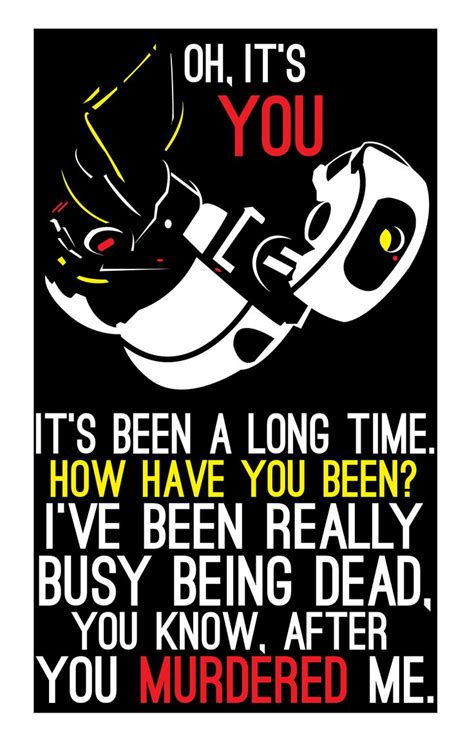 OH, IT'S
YOU
IT'S BEEN A LONG TIME.
HOW HAVE YOU BEEN?
I'VE BEEN REALLY
BUSY BEING DEAD,
YOU KNOW, AFTER
YOU MURDERED ME.